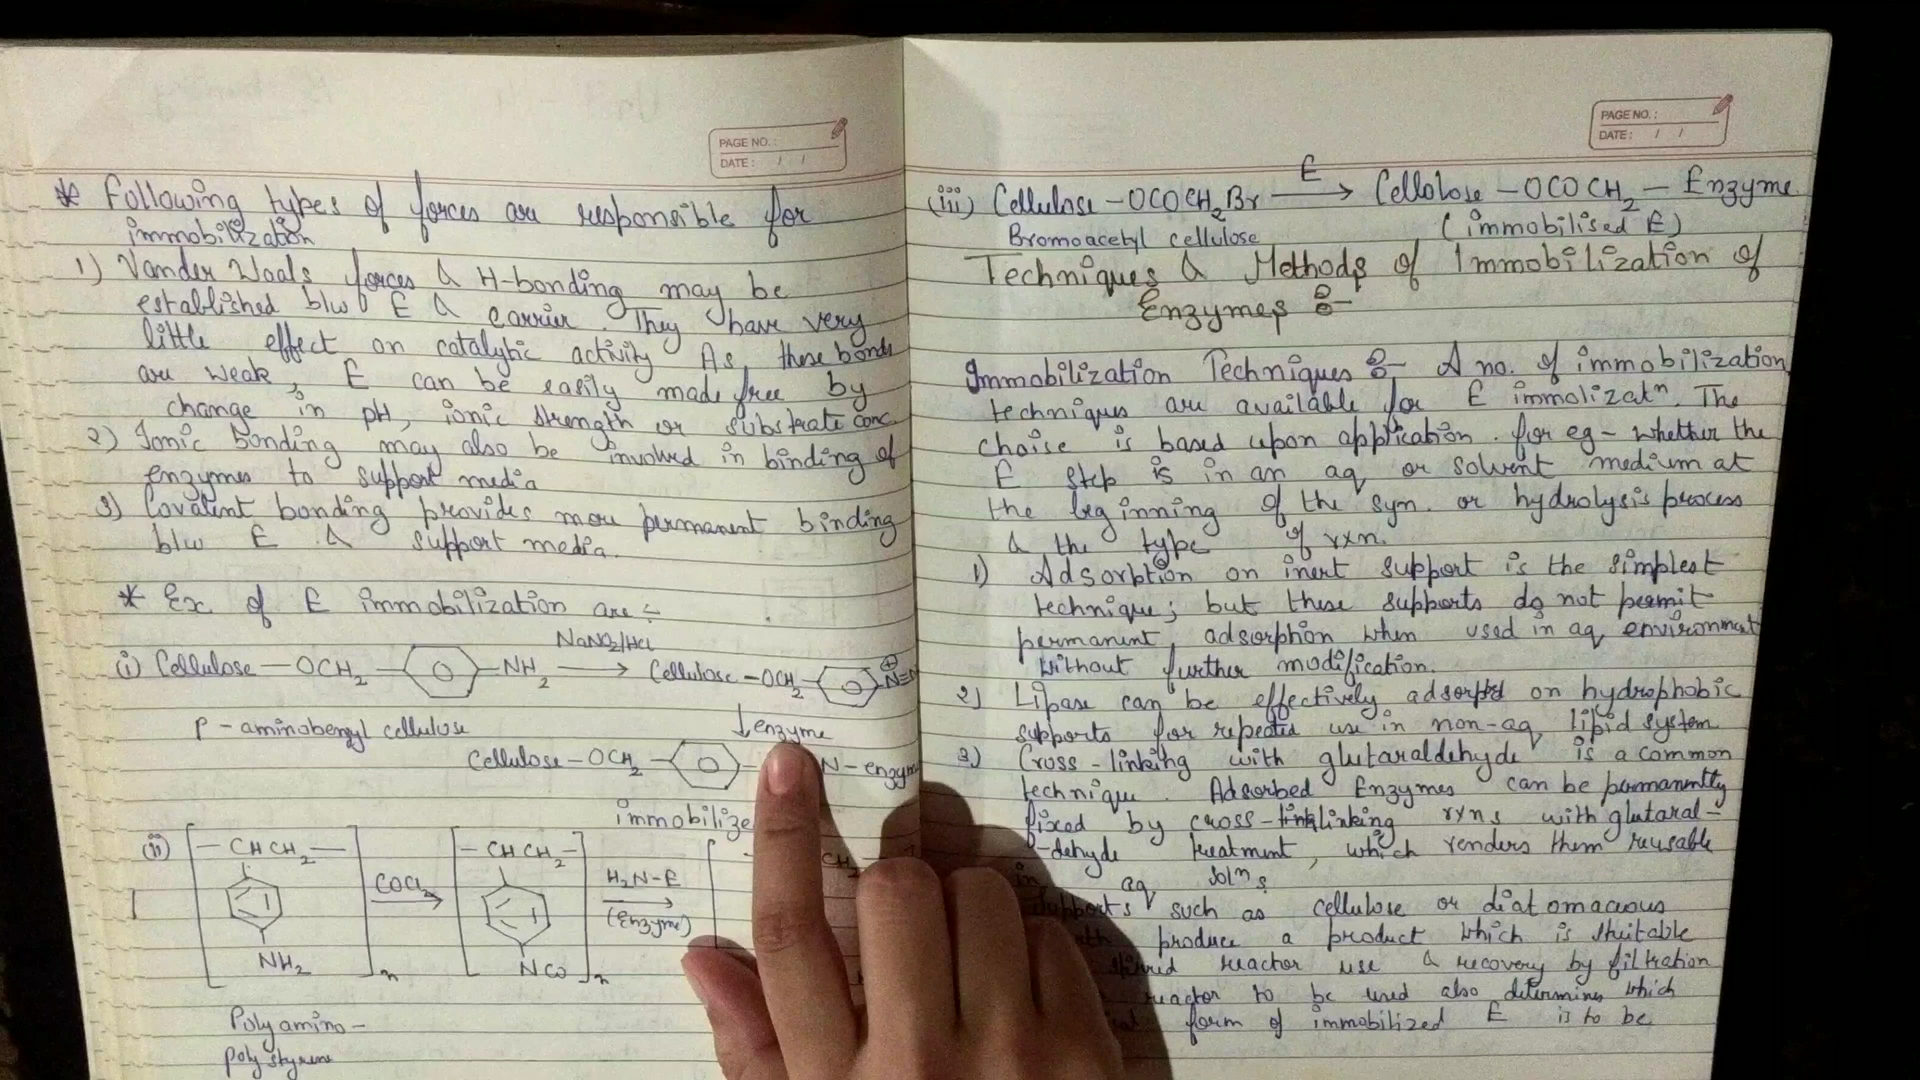 PAGE NO. :
DATE : / /
* Following types of forces are responsible for
immobilization
1) Vander Waals forces & H-bonding may be
established b/w E & carrier. They have very
little effect on catalytic activity As these bonds
are weak, E can be easily made free by
change in pH, ionic strength or substrate conc.
2) Ionic bonding may also be involved in binding of
enzymes to support media
3) Covalent bonding provides more permanent binding
b/w E & support media.
* Ex. of E immobilization are :-
NaNO2/HCl
(i) Cellulose — OCH2 — — NH2 → Cellulose — OCH2 — N≡N
⊕
p - aminobenzyl cellulose
↓ enzyme
Cellulose — OCH2 — N — enzyme
immobilize
(ii) [— CH CH2 —] [— CH CH2 —] [
COCl2 → H2N-E →
(Enzyme)
NH2 n NCO n
Polyamino -
polystyrene
PAGE NO. :
DATE : / /
(iii) Cellulose – OCOCH2Br E → Cellolose – OCOCH2 – Enzyme.
Bromoacetyl cellulose (immobilised E)
Techniques & Methods of Immobilization of
Enzymes :-
Immobilization Techniques :- A no. of immobilization
techniques are available for E immolizatn. The
choise is based upon application. for eg – whether the
E step is in an aq or solvent medium at
the beginning of the syn. or hydrolysis process
& the type of rxn.
1) Adsorption on inert support is the simplest
technique; but these supports do not permit
permanent adsorption when used in aq environment
without further modification.
2) Lipase can be effectively adsorped on hydrophobic
supports for repeated use in non-aq lipid system
3) Cross-linking with glutaraldehyde is a common
technique. Adsorbed Enzymes can be permanently
fixed by cross-linking rxns with glutaral-
-dehyde treatment, which renders them reusable
in aq solns
supports such as cellulose or diatomacious
produce a product which is suitable
stirred reactor use & recovery by filtration
reactor to be used also determines which
form of immobilized E is to be